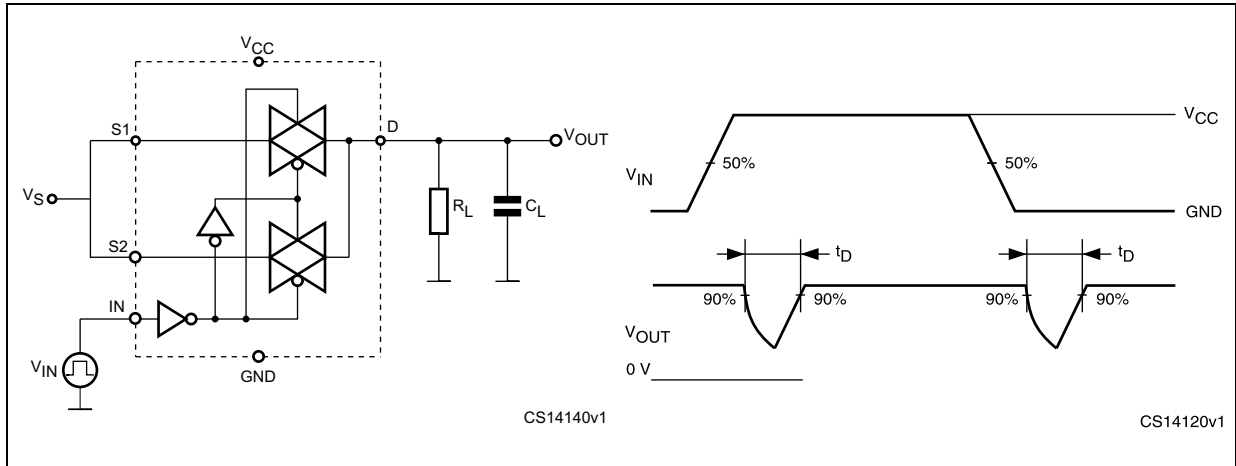 VCC
S1
D
VOUT
VS
RL
CL
S2
IN
VIN
GND
CS14140v1
VCC
50%
50%
VIN
GND
tD
tD
90%
90%
90%
90%
VOUT
0 V
CS14120v1